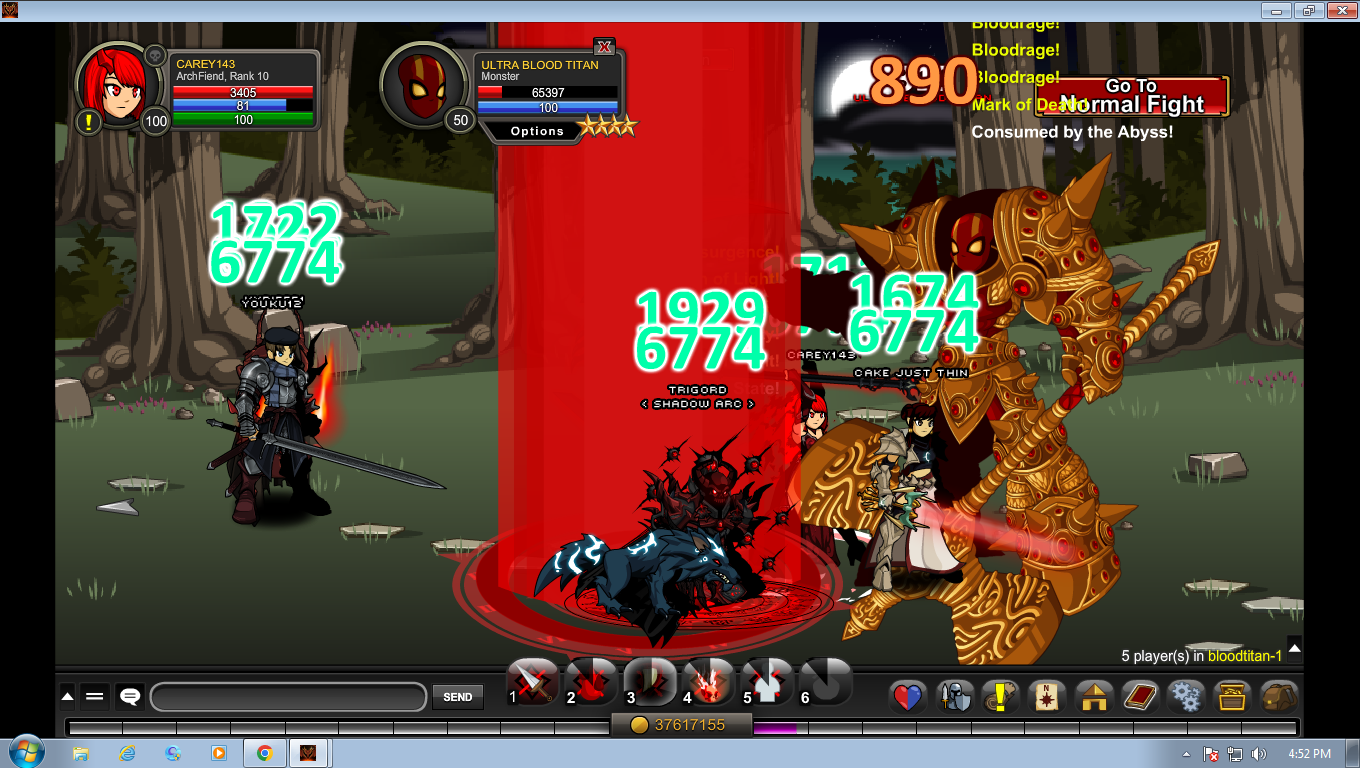 CAREY143
ArchFiend, Rank 10
3405
81
100
100
!
X
ULTRA BLOOD TITAN
Monster
65397
100
50
Options
890
Bloodrage!
Bloodrage!
Bloodrage!
Mark of Death!
Consumed by the Abyss!
Go To
Normal Fight
1722
6774
YOUKU12
1929
6774
TRIGORD
< SHADOW ARC >
1674
6774
CAREY143
CAKE JUST THIN
5 player(s) in bloodtitan-1
SEND
1
2
3
4
5
6
N
37617155
4:52 PM